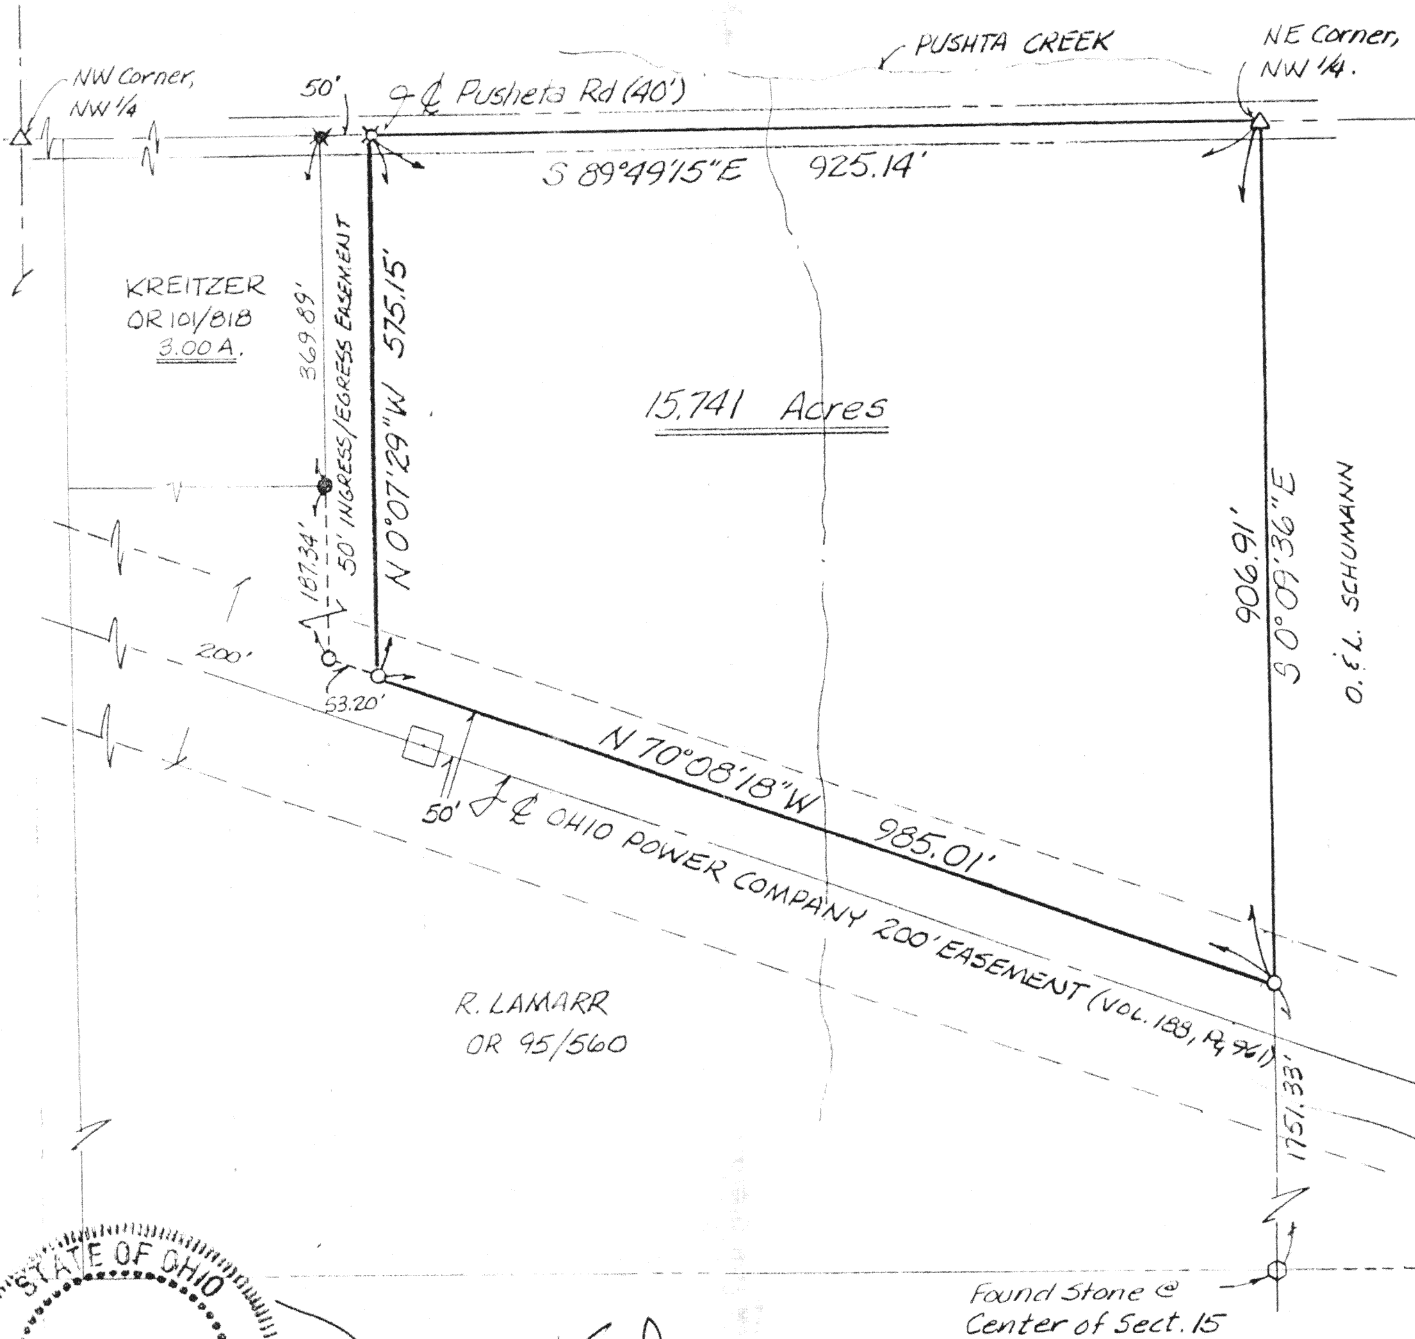 PUSHTA CREEK
NE Corner,
NW 1/4.
NW Corner,
NW 1/4
50'
℄ Pusheta Rd (40')
S 89°49'15"E 925.14'
KREITZER
OR 101/818
3.00 A.
369.89'
50' INGRESS/EGRESS EASEMENT
N 0°07'29"W 575.15'
15.741 Acres
906.91'
S 0°09'36"E
O. & L. SCHUMANN
187.34'
200'
53.20'
N 70°08'18"W 985.01'
50'
℄ OHIO POWER COMPANY 200' EASEMENT (VOL. 188, Pg 961)
R. LAMARR
OR 95/560
1751.33'
STATE OF OHIO
Found Stone @
Center of Sect. 15